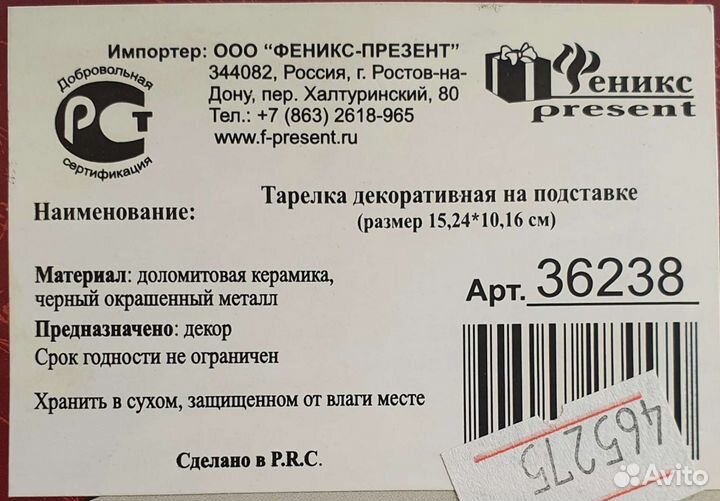 Импортер: ООО “ФЕНИКС-ПРЕЗЕНТ”
344082, Россия, г. Ростов-на-
Дону, пер. Халтуринский, 80
Тел.: +7 (863) 2618-965
www.f-present.ru
Добровольная
РСТ
сертификация
Феникс
present
Наименование:
Тарелка декоративная на подставке
(размер 15,24*10,16 см)
Материал: доломитовая керамика,
черный окрашенный металл
Предназначено: декор
Срок годности не ограничен
Хранить в сухом, защищенном от влаги месте
Сделано в P.R.C.
Арт. 36238
465275
Avito